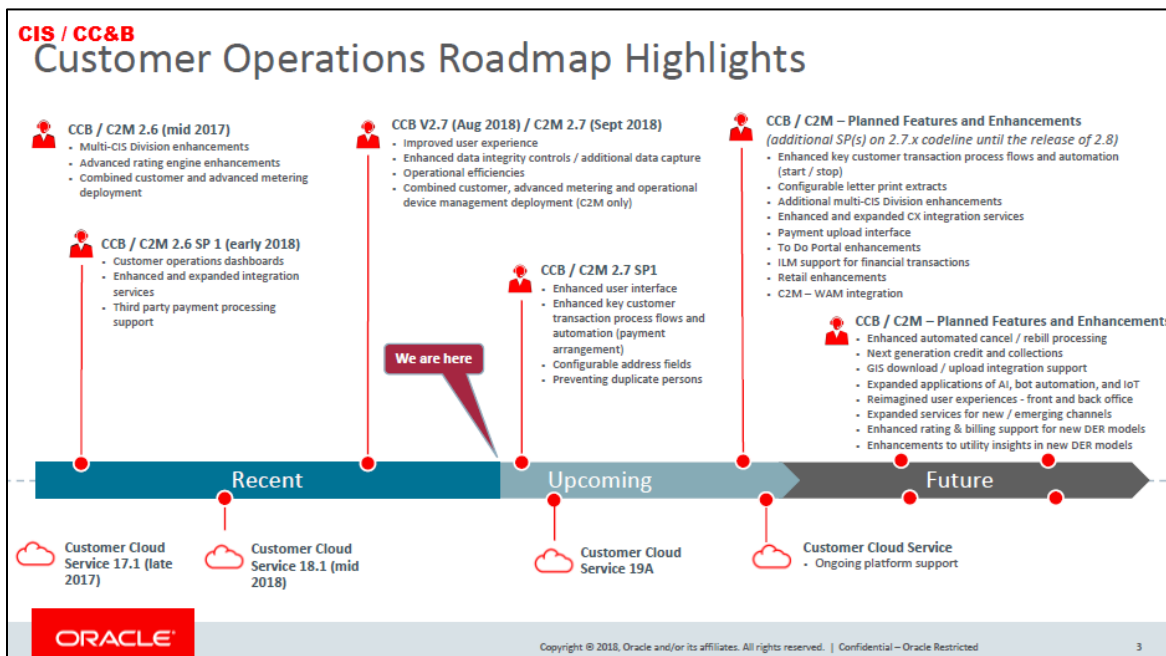 CIS / CC&B
Customer Operations Roadmap Highlights
CCB / C2M 2.6 (mid 2017)
• Multi-CIS Division enhancements
• Advanced rating engine enhancements
• Combined customer and advanced metering
deployment
CCB / C2M 2.6 SP 1 (early 2018)
• Customer operations dashboards
• Enhanced and expanded integration
services
• Third party payment processing
support
CCB V2.7 (Aug 2018) / C2M 2.7 (Sept 2018)
• Improved user experience
• Enhanced data integrity controls / additional data capture
• Operational efficiencies
• Combined customer, advanced metering and operational
device management deployment (C2M only)
We are here
CCB / C2M 2.7 SP1
• Enhanced user interface
• Enhanced key customer
transaction process flows and
automation (payment
arrangement)
• Configurable address fields
• Preventing duplicate persons
CCB / C2M – Planned Features and Enhancements
(additional SP(s) on 2.7.x codeline until the release of 2.8)
• Enhanced key customer transaction process flows and automation
(start / stop)
• Configurable letter print extracts
• Additional multi-CIS Division enhancements
• Enhanced and expanded CX integration services
• Payment upload interface
• To Do Portal enhancements
• ILM support for financial transactions
• Retail enhancements
• C2M – WAM integration
CCB / C2M – Planned Features and Enhancements
• Enhanced automated cancel / rebill processing
• Next generation credit and collections
• GIS download / upload integration support
• Expanded applications of AI, bot automation, and IoT
• Reimagined user experiences - front and back office
• Expanded services for new / emerging channels
• Enhanced rating & billing support for new DER models
• Enhancements to utility insights in new DER models
Recent
Upcoming
Future
Customer Cloud
Service 17.1 (late
2017)
Customer Cloud
Service 18.1 (mid
2018)
Customer Cloud
Service 19A
Customer Cloud Service
• Ongoing platform support
ORACLE
Copyright © 2018, Oracle and/or its affiliates. All rights reserved. | Confidential – Oracle Restricted
3